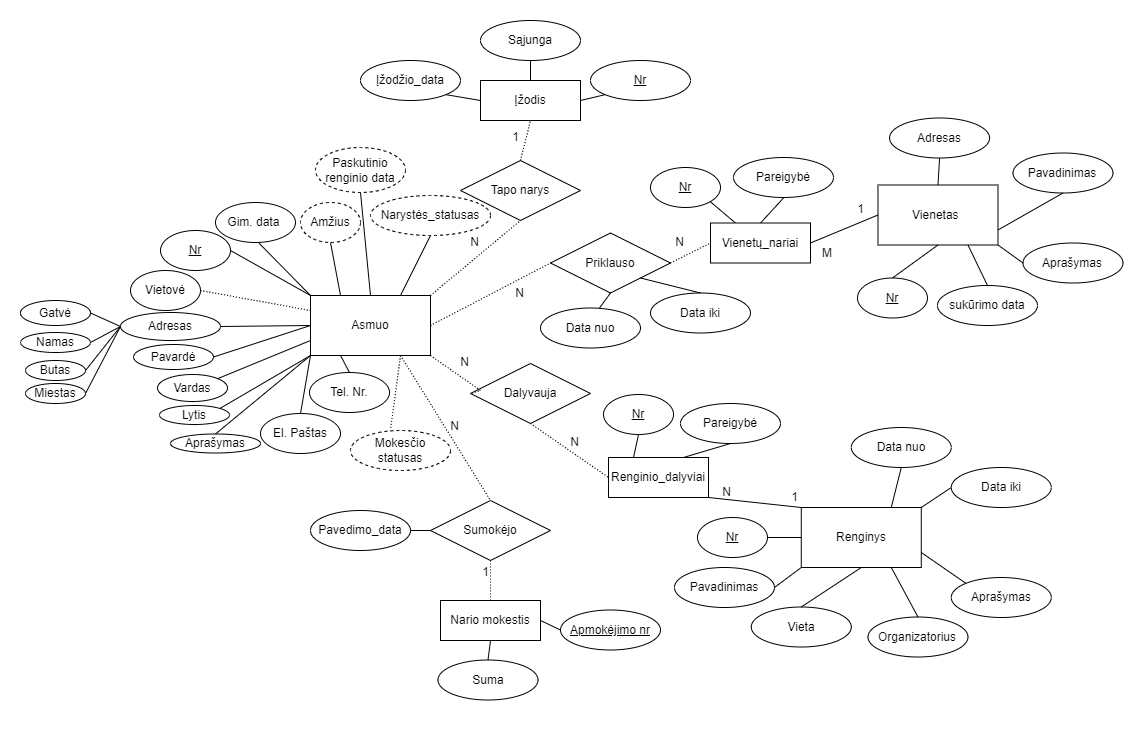 Sąjunga
Įžodžio_data
Nr
Įžodis
1
Tapo narys
N
Paskutinio
renginio data
Narystės_statusas
Amžius
Gim. data
Nr
Vietovė
Adresas
Gatvė
Namas
Butas
Miestas
Pavardė
Vardas
Lytis
Aprašymas
El. Paštas
Tel. Nr.
Mokesčio
statusas
Asmuo
Priklauso
N
N
Data nuo
Data iki
Nr
Pareigybė
Vienetų_nariai
M
1
Vienetas
Adresas
Pavadinimas
Aprašymas
sukūrimo data
Nr
N
Dalyvauja
N
Nr
Pareigybė
Renginio_dalyviai
N
1
Renginys
Data nuo
Data iki
Nr
Pavadinimas
Vieta
Organizatorius
Aprašymas
N
Sumokėjo
Pavedimo_data
1
Nario mokestis
Apmokėjimo nr
Suma